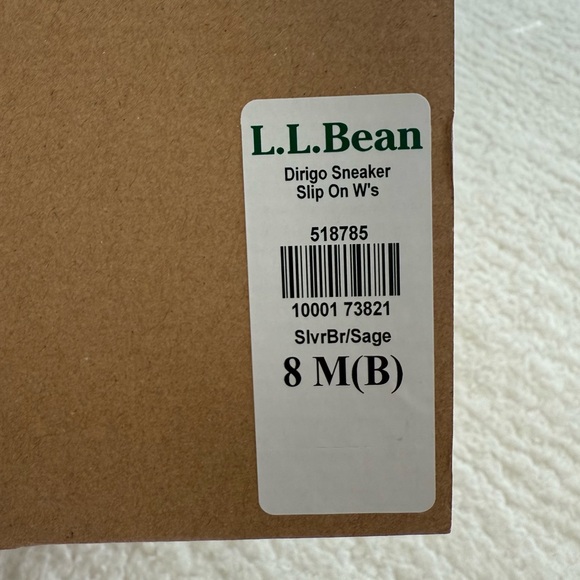 L.L.Bean
Dirigo Sneaker
Slip On W's
518785
10001 73821
SlvrBr/Sage
8 M(B)